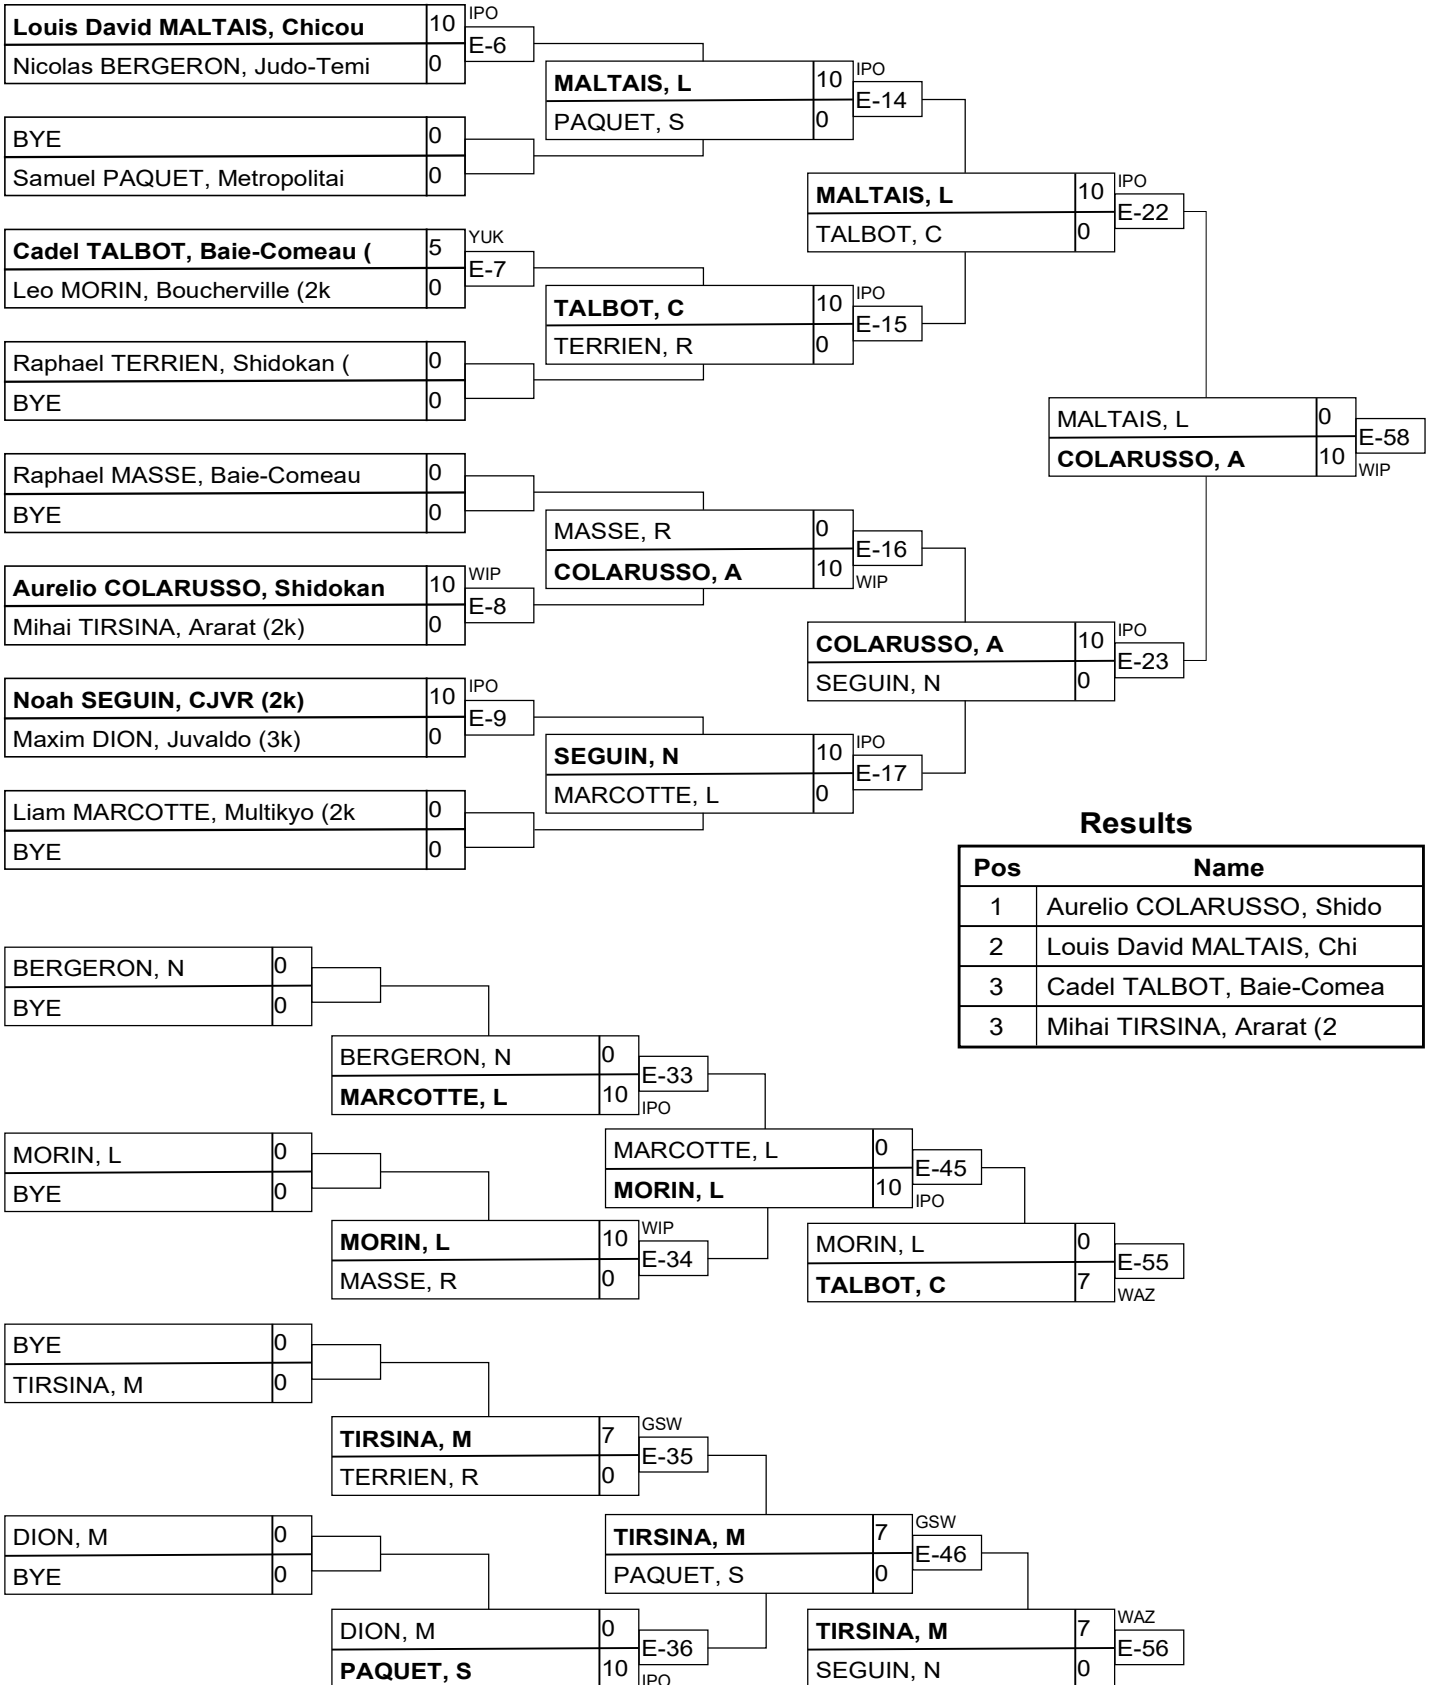 Louis David MALTAIS, Chicou 10 IPO
E-6
Nicolas BERGERON, Judo-Temi 0
MALTAIS, L 10 IPO
E-14
PAQUET, S 0
BYE 0
Samuel PAQUET, Metropolitai 0
MALTAIS, L 10 IPO
E-22
TALBOT, C 0
Cadel TALBOT, Baie-Comeau ( 5 YUK
E-7
Leo MORIN, Boucherville (2k 0
TALBOT, C 10 IPO
E-15
TERRIEN, R 0
Raphael TERRIEN, Shidokan ( 0
BYE 0
MALTAIS, L 0
E-58
COLARUSSO, A 10 WIP
Raphael MASSE, Baie-Comeau 0
BYE 0
MASSE, R 0
E-16
COLARUSSO, A 10 WIP
Aurelio COLARUSSO, Shidokan 10 WIP
E-8
Mihai TIRSINA, Ararat (2k) 0
COLARUSSO, A 10 IPO
E-23
SEGUIN, N 0
Noah SEGUIN, CJVR (2k) 10 IPO
E-9
Maxim DION, Juvaldo (3k) 0
SEGUIN, N 10 IPO
E-17
MARCOTTE, L 0
Liam MARCOTTE, Multikyo (2k 0
BYE 0
Results
Pos Name
1 Aurelio COLARUSSO, Shido
2 Louis David MALTAIS, Chi
3 Cadel TALBOT, Baie-Comea
3 Mihai TIRSINA, Ararat (2
BERGERON, N 0
BYE 0
BERGERON, N 0
E-33
MARCOTTE, L 10 IPO
MORIN, L 0
BYE 0
MARCOTTE, L 0
E-45
MORIN, L 10 IPO
MORIN, L 10 WIP
E-34
MASSE, R 0
MORIN, L 0
E-55
TALBOT, C 7 WAZ
BYE 0
TIRSINA, M 0
TIRSINA, M 7 GSW
E-35
TERRIEN, R 0
DION, M 0
BYE 0
TIRSINA, M 7 GSW
E-46
PAQUET, S 0
DION, M 0
E-36
PAQUET, S 10 IPO
TIRSINA, M 7 WAZ
E-56
SEGUIN, N 0